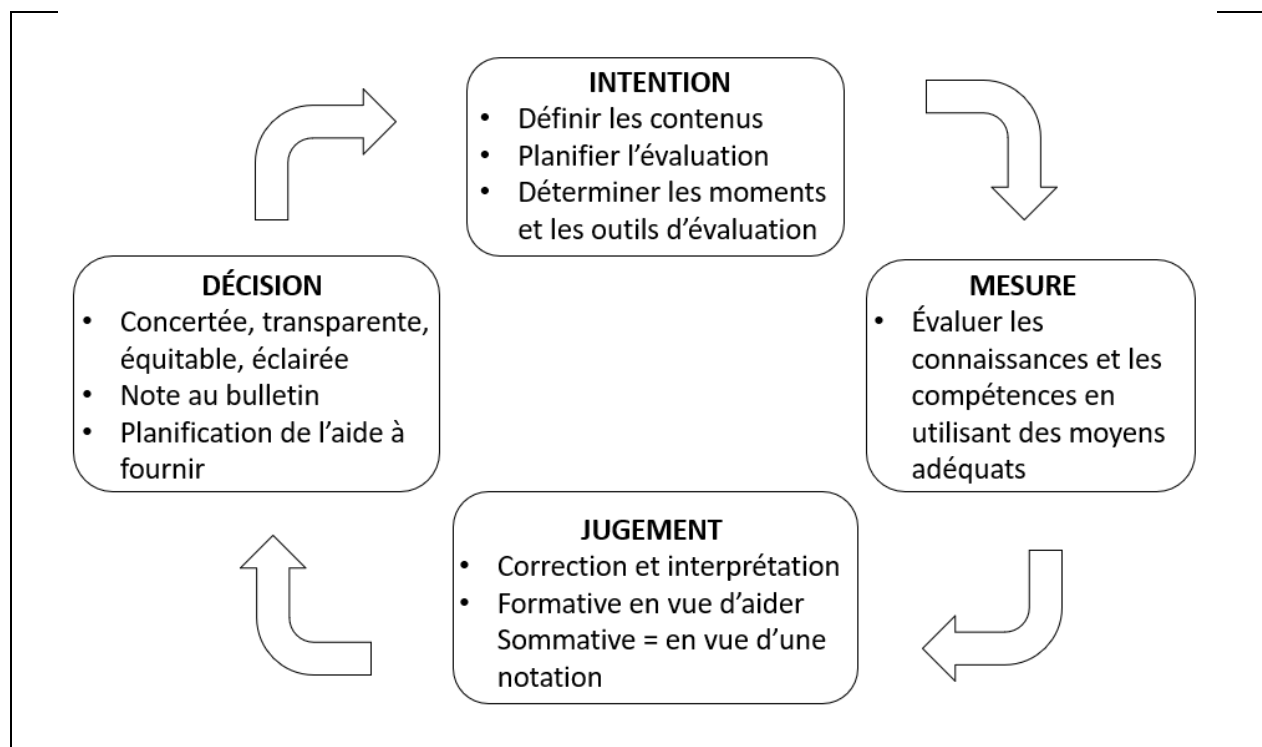 INTENTION
• Définir les contenus
• Planifier l’évaluation
• Déterminer les moments
et les outils d’évaluation
MESURE
• Évaluer les
connaissances et les
compétences en
utilisant des moyens
adéquats
JUGEMENT
• Correction et interprétation
• Formative en vue d’aider
Sommative = en vue d’une
notation
DÉCISION
• Concertée, transparente,
équitable, éclairée
• Note au bulletin
• Planification de l’aide à
fournir